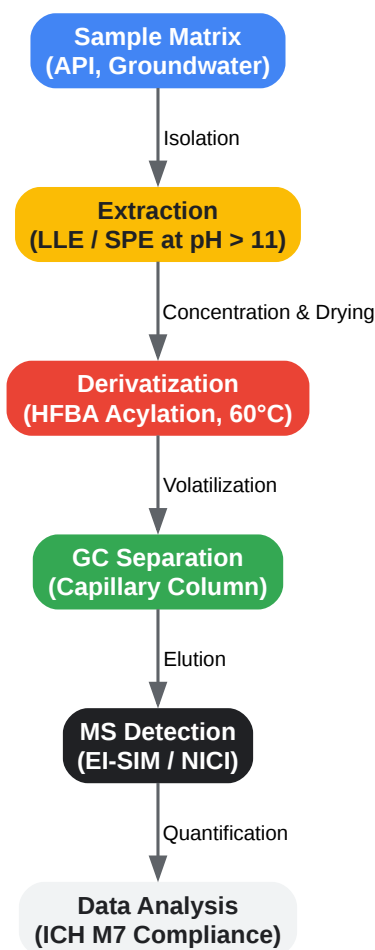 Sample Matrix
(API, Groundwater)
Isolation
Extraction
(LLE / SPE at pH > 11)
Concentration & Drying
Derivatization
(HFBA Acylation, 60°C)
Volatilization
GC Separation
(Capillary Column)
Elution
MS Detection
(EI-SIM / NICI)
Quantification
Data Analysis
(ICH M7 Compliance)